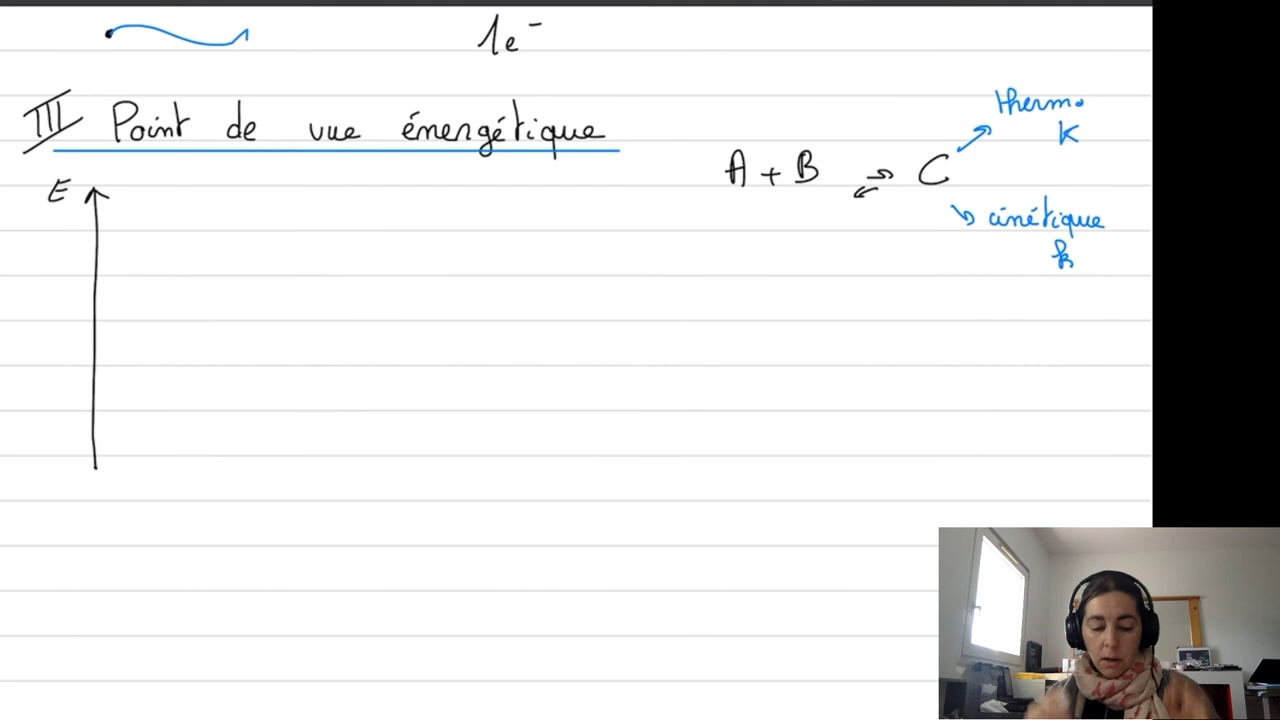 1e⁻
III Point de vue énergétique
thermo
K
A + B ⇌ C
E
cinétique
k